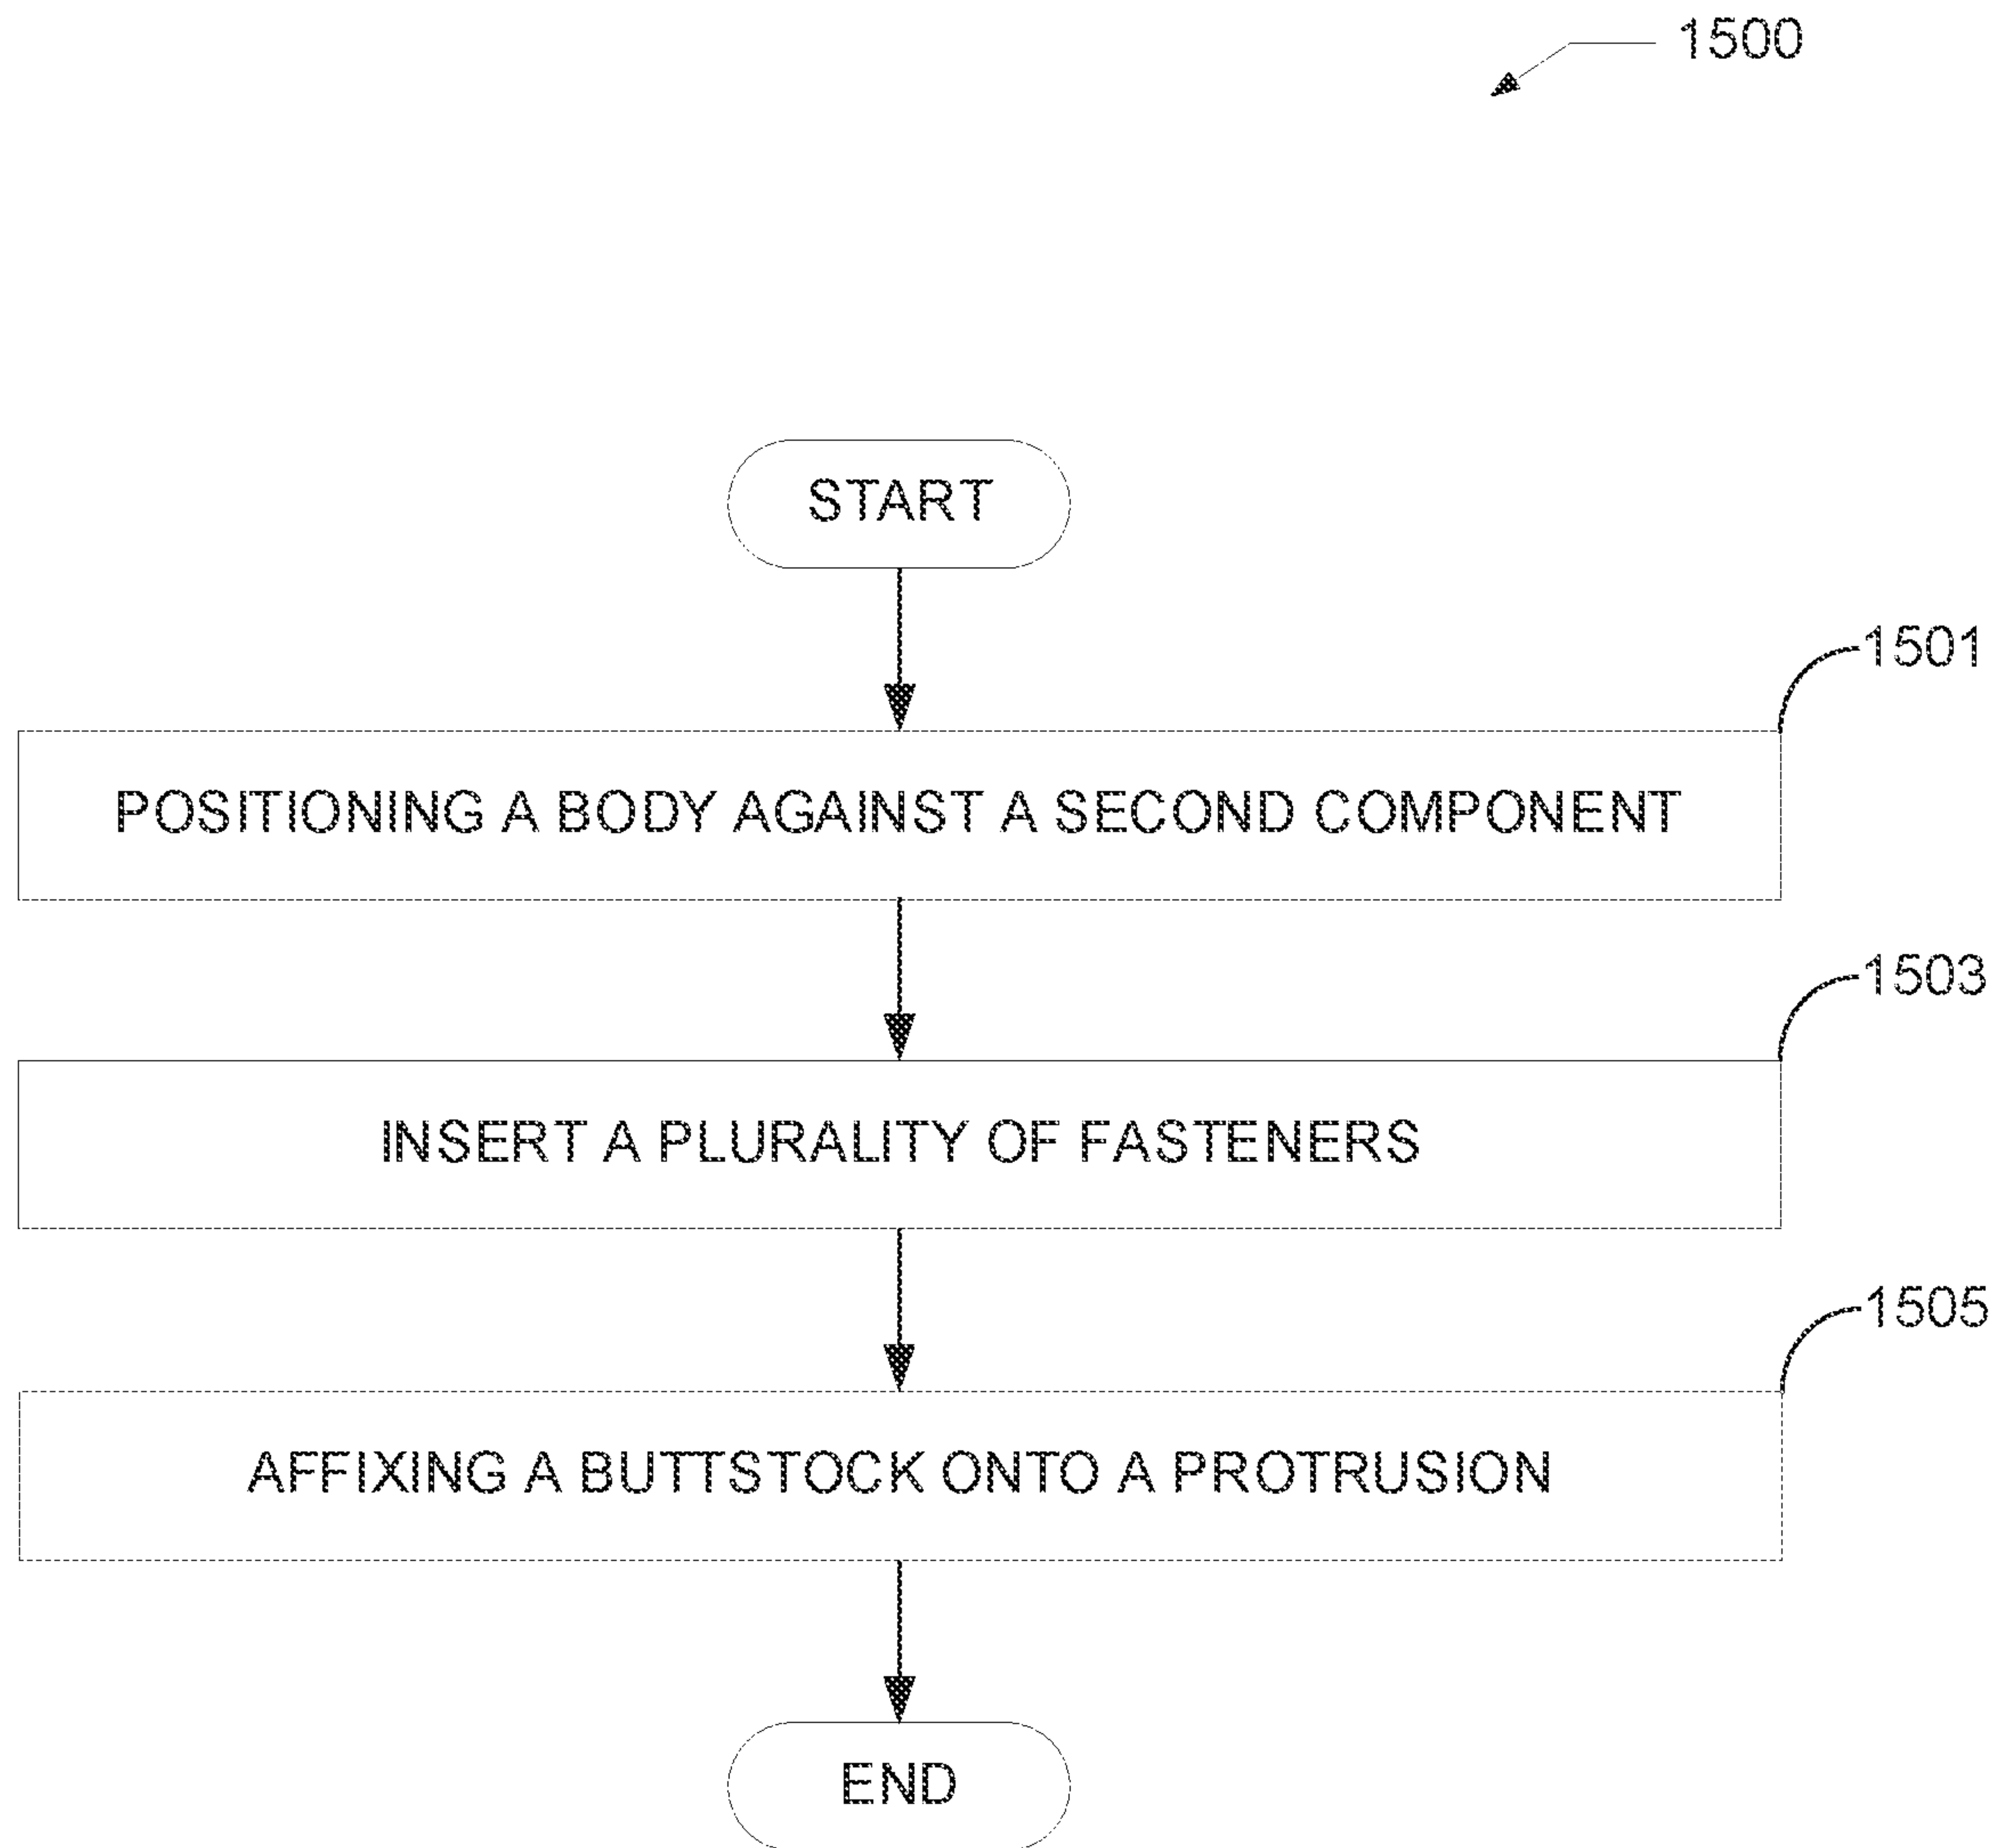 1500
START
1501
POSITIONING A BODY AGAINST A SECOND COMPONENT
1503
INSERT A PLURALITY OF FASTENERS
1505
AFFIXING A BUTTSTOCK ONTO A PROTRUSION
END